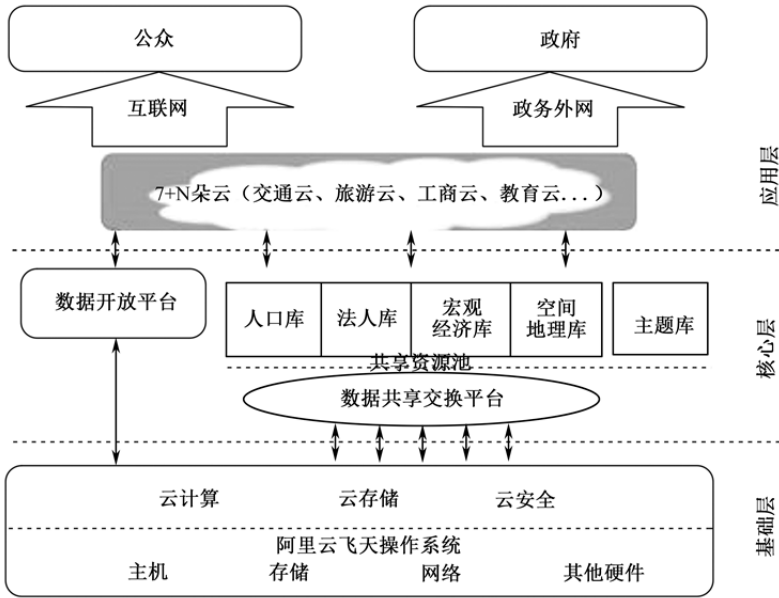 公众
政府
互联网
政务外网
7+N朵云（交通云、旅游云、工商云、教育云...）
应用层
数据开放平台
人口库
法人库
宏观
经济库
空间
地理库
主题库
共享资源池
数据共享交换平台
核心层
云计算
云存储
云安全
阿里云飞天操作系统
主机
存储
网络
其他硬件
基础层